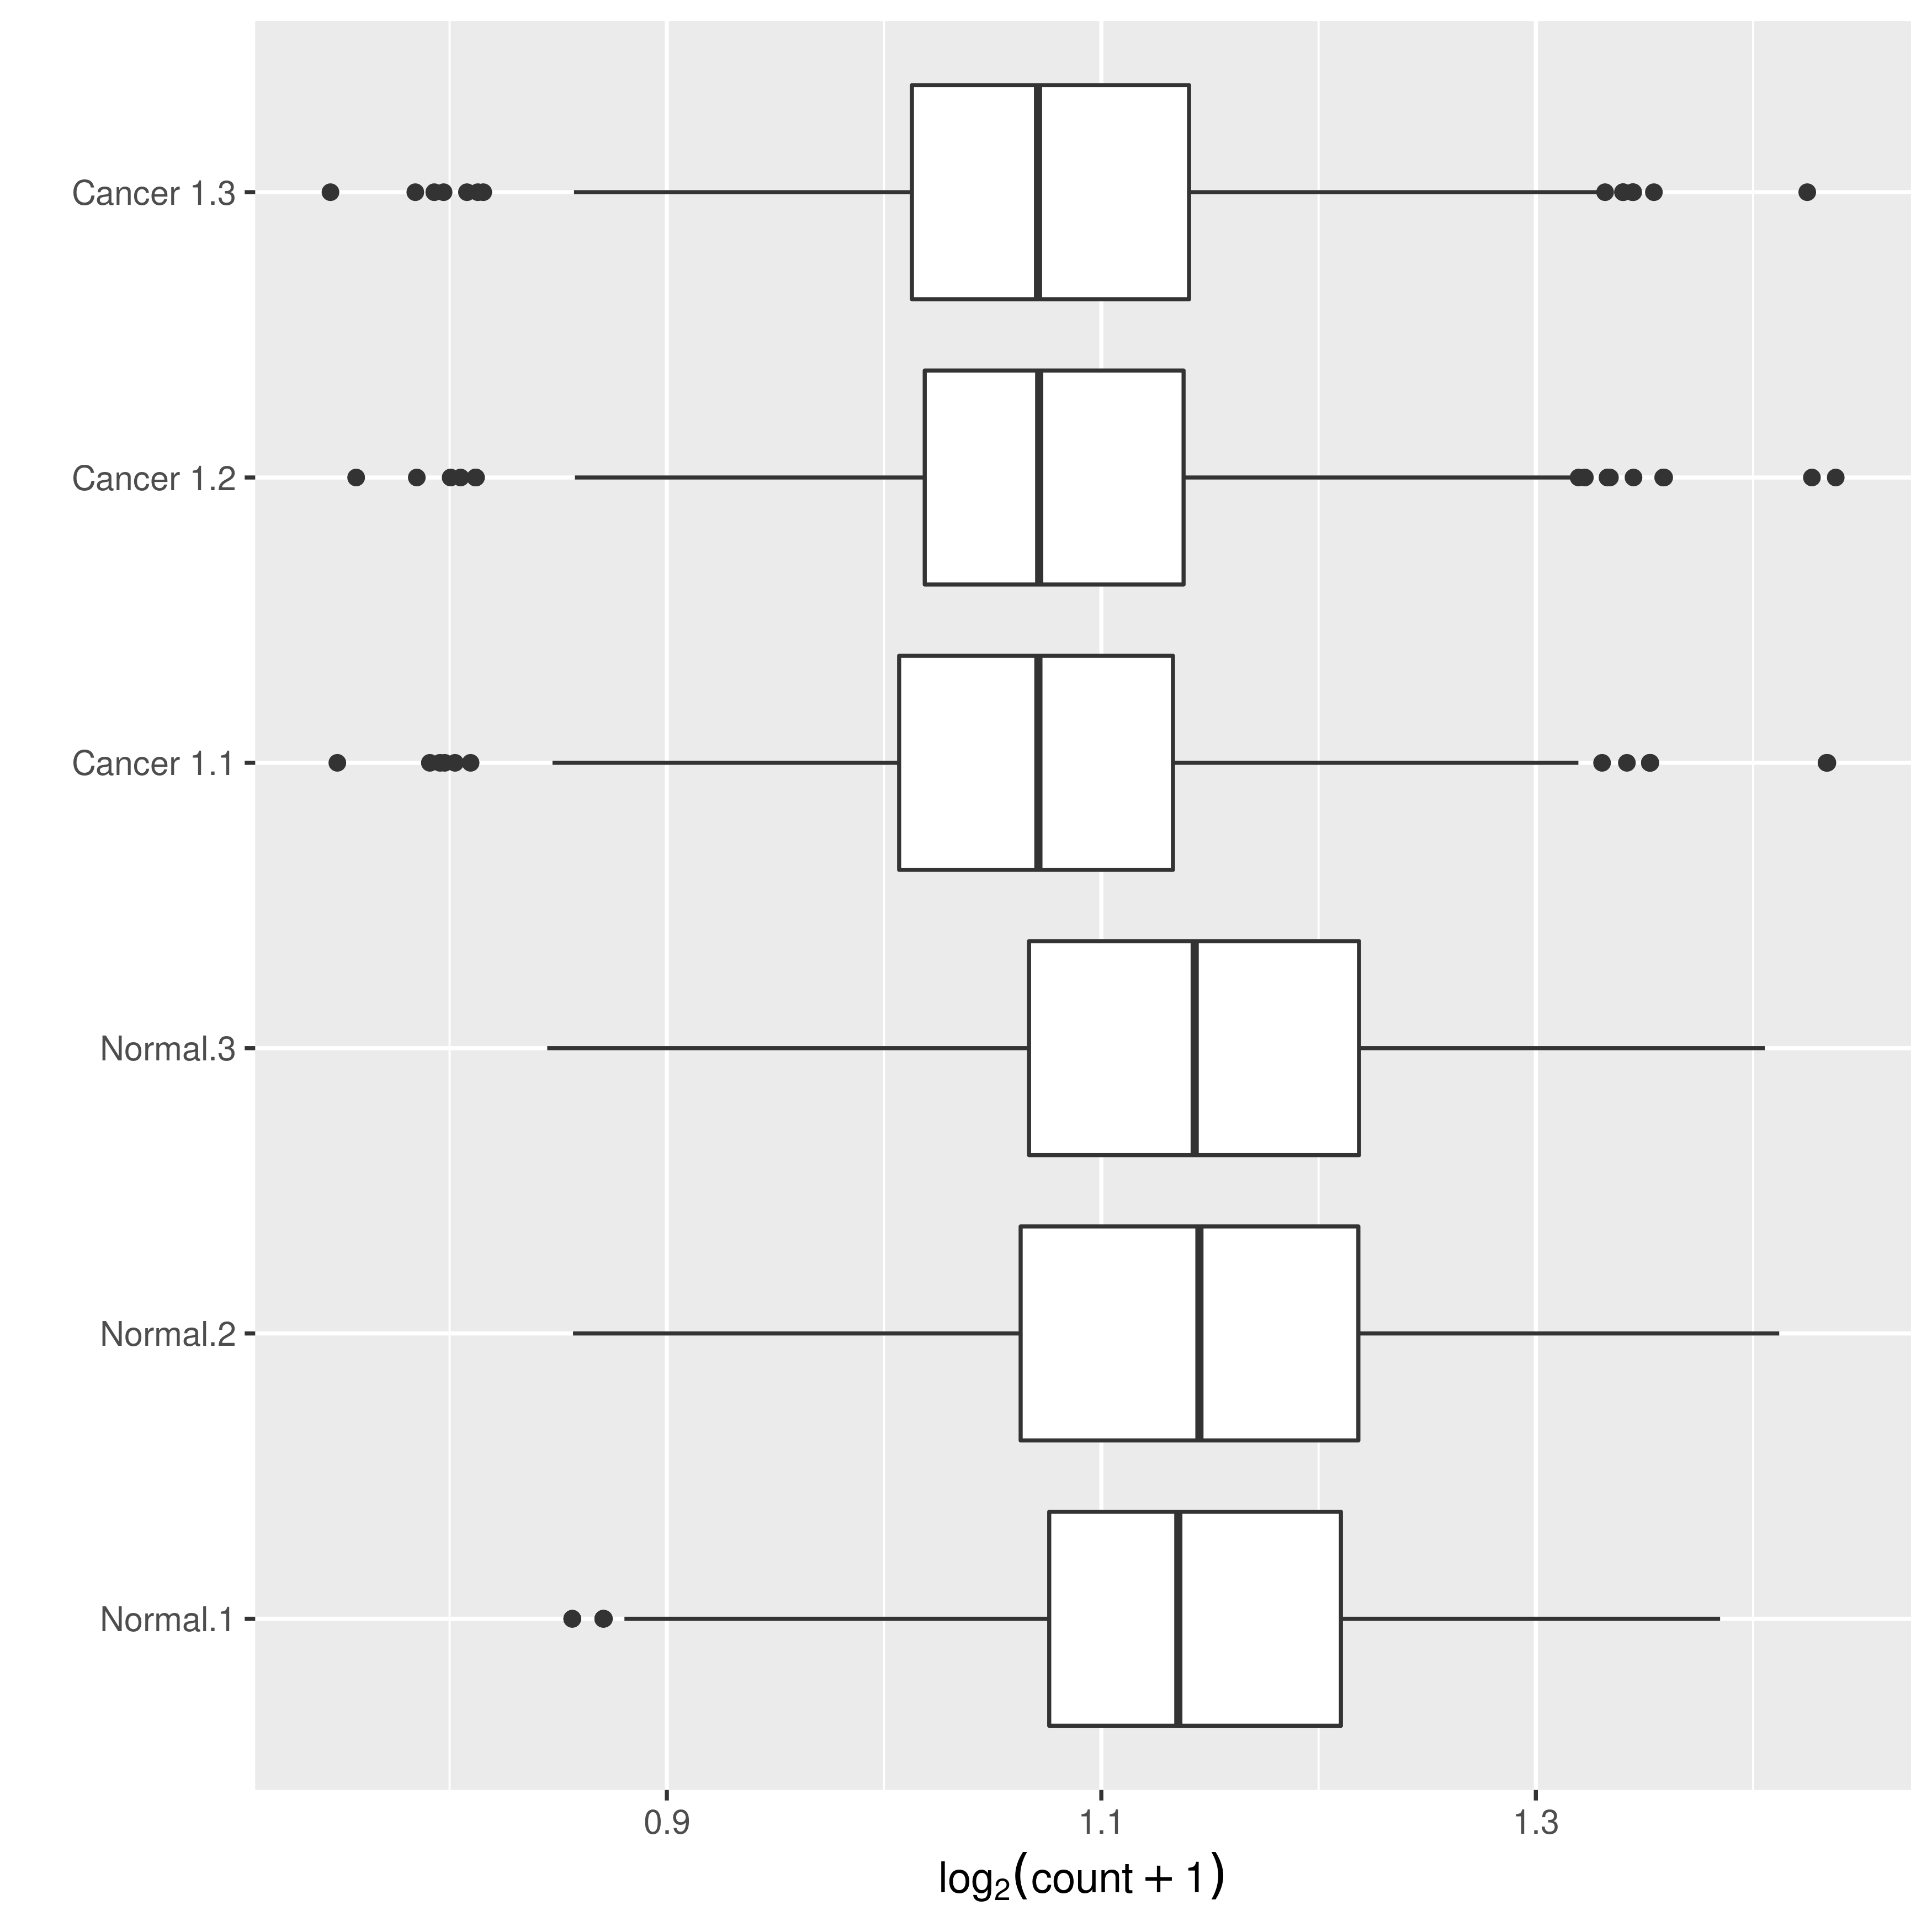 Cancer 1.3
Cancer 1.2
Cancer 1.1
Normal.3
Normal.2
Normal.1
0.9 1.1 1.3
log₂(count + 1)